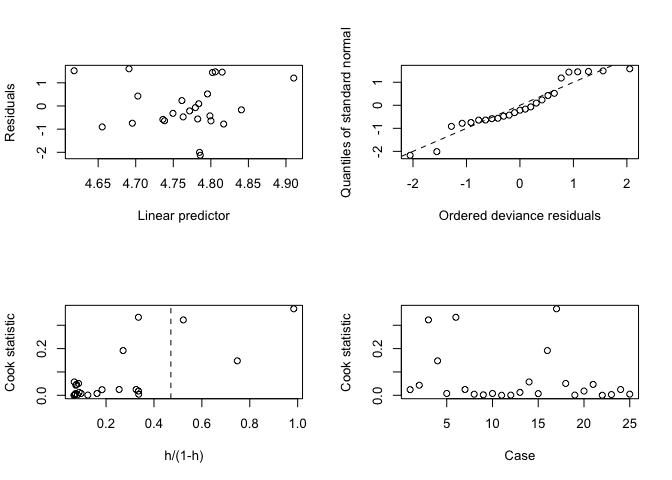 Residuals
-2 -1 0 1
4.65 4.70 4.75 4.80 4.85 4.90
Linear predictor
Quantiles of standard normal
-2 -1 0 1
-2 -1 0 1 2
Ordered deviance residuals
Cook statistic
0.0 0.2
0.2 0.4 0.6 0.8 1.0
h/(1-h)
Cook statistic
0.0 0.2
5 10 15 20 25
Case